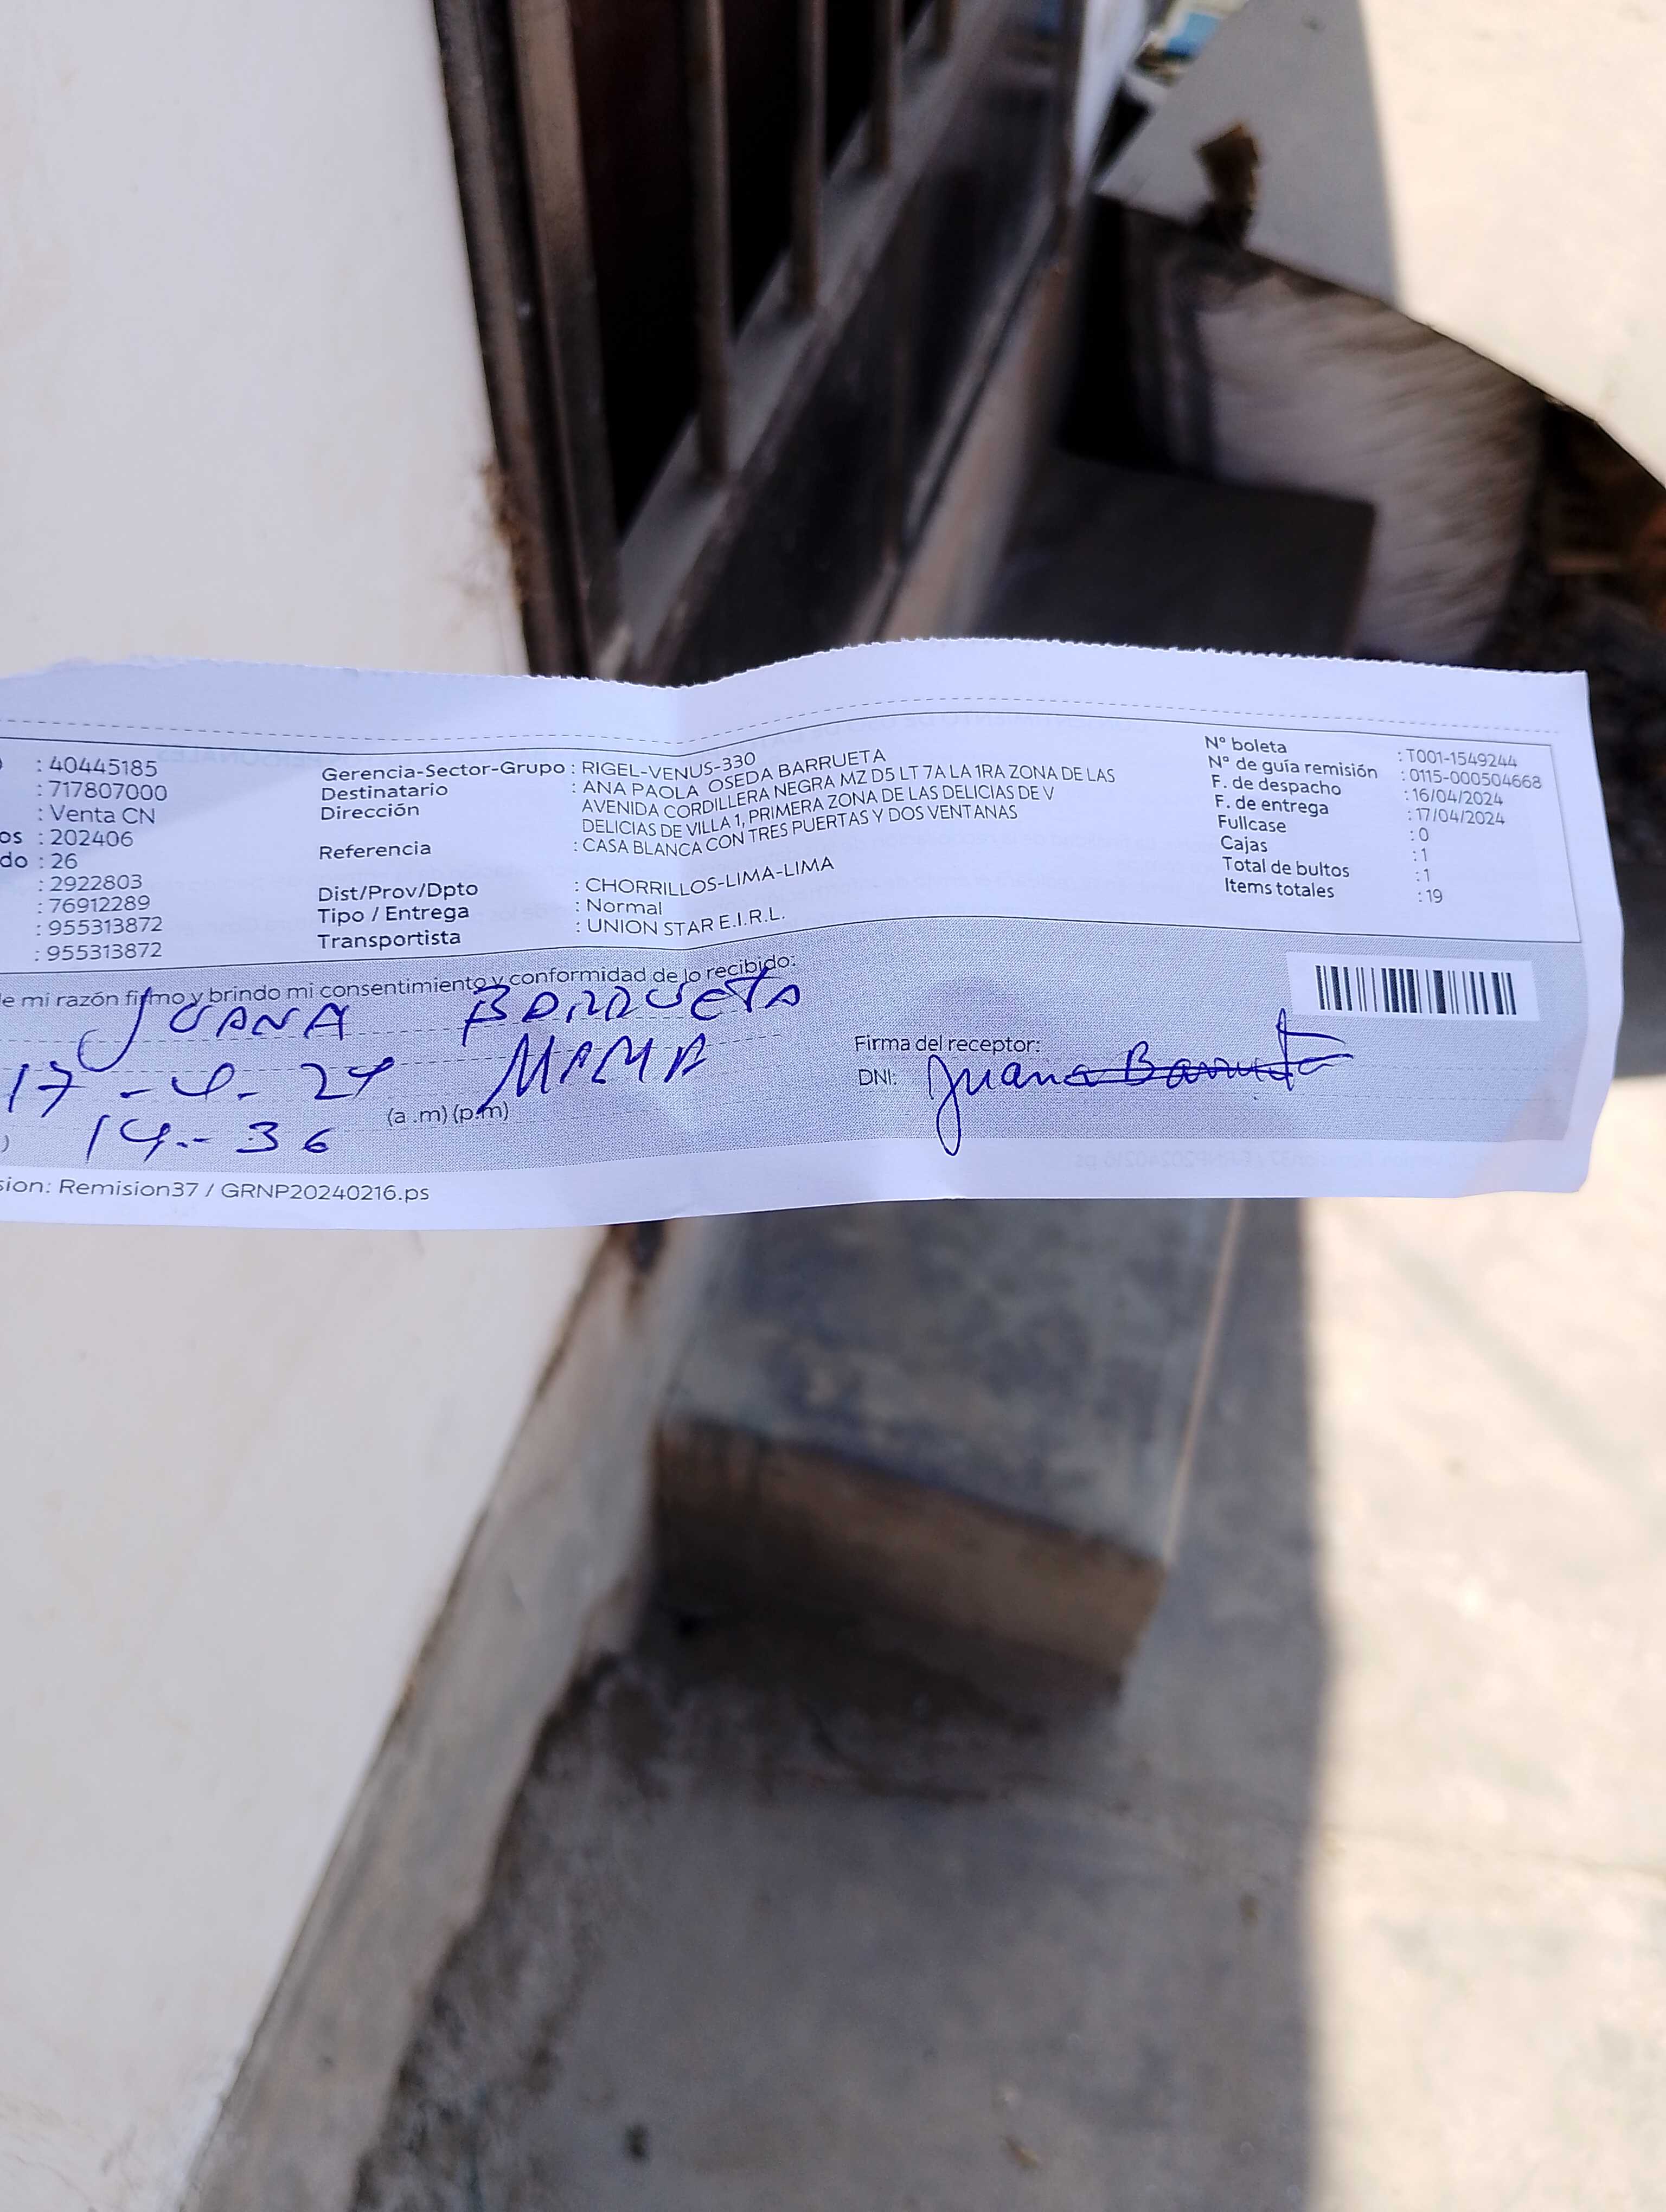 : 40445185
: 717807000
: Venta CN
os : 202406
do : 26
: 2922803
: 76912289
: 955313872
: 955313872
Gerencia-Sector-Grupo : RIGEL-VENUS-330
Destinatario : ANA PAOLA OSEDA BARRUETA
Dirección AVENIDA CORDILLERA NEGRA MZ D5 LT 7A LA 1RA ZONA DE LAS
DELICIAS DE VILLA 1, PRIMERA ZONA DE LAS DELICIAS DE V
Referencia : CASA BLANCA CON TRES PUERTAS Y DOS VENTANAS
Dist/Prov/Dpto : CHORRILLOS-LIMA-LIMA
Tipo / Entrega : Normal
Transportista : UNION STAR E.I.R.L.
N° boleta : T001-1549244
N° de guía remisión : 0115-000504668
F. de despacho : 16/04/2024
F. de entrega : 17/04/2024
Fullcase : 0
Cajas : 1
Total de bultos : 1
Items totales : 19
e mi razón firmo y brindo mi consentimiento y conformidad de lo recibido:
JUANA BARRUETA
17 - 4 - 24 MAMA
(a .m) (p.m)
) 14-- 36
Firma del receptor:
DNI: Juana Barrueta
sion: Remision37 / GRNP20240216.ps